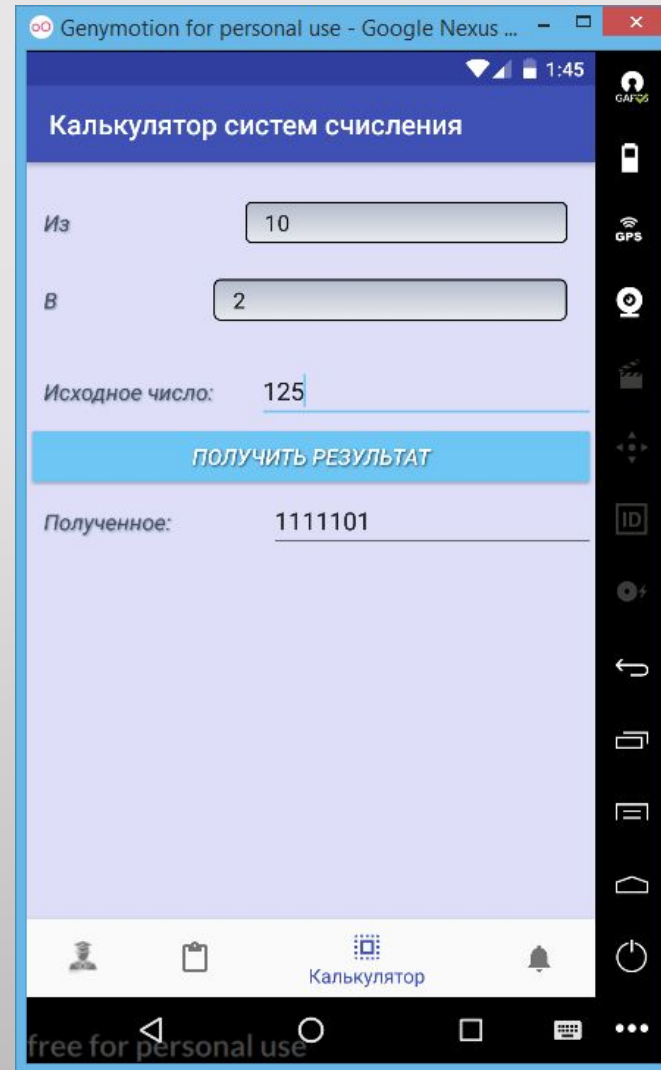 Genymotion for personal use - Google Nexus ...
1:45
GAPPS
Калькулятор систем счисления
Из 10
GPS
В 2
Исходное число: 125
ПОЛУЧИТЬ РЕЗУЛЬТАТ
Полученное: 1111101
ID
Калькулятор
free for personal use